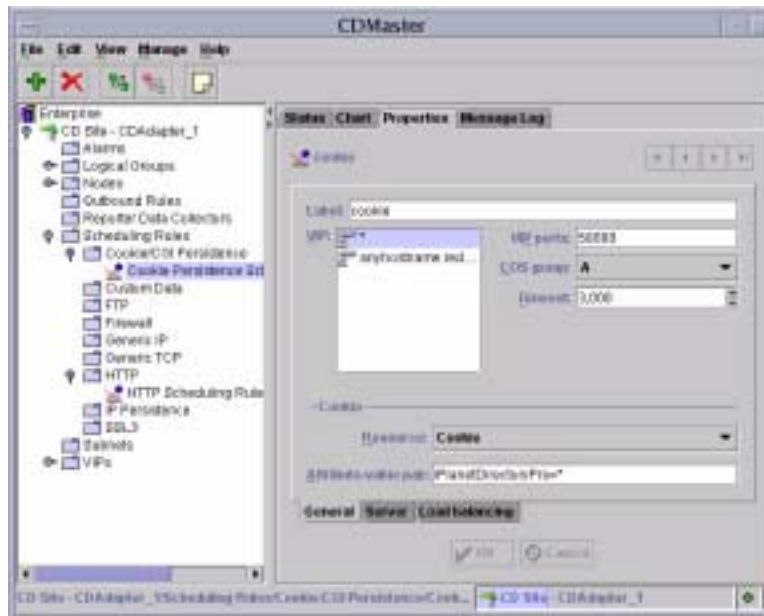 CDMaster
File Edit View Manage Help
Enterprise
CD Site - CDAdapter_1
Alarms
Logical Groups
Nodes
Outbound Rules
Reporter Data Collectors
Scheduling Rules
Cookie/CGI Persistence
Cookie Persistence Sch
Custom Data
FTP
Firewall
Generic IP
Generic TCP
HTTP
HTTP Scheduling Rule
IP Persistence
SSL3
Subnets
VIPs
Status Chart Properties Message Log
cookie
Label: cookie
VIP: *
anyhostname.red...
VIP ports:
COS group: A
Timeout: 3,000
Cookie
Resource: Cookie
Attribute-value pair: iPlanetDirectoryPro=*
General Server Load balancing
OK Cancel
CD Site - CDAdapter_1/Scheduling Rules/Cookie/CGI Persistence/Cook...
CD Site - CDAdapter_1